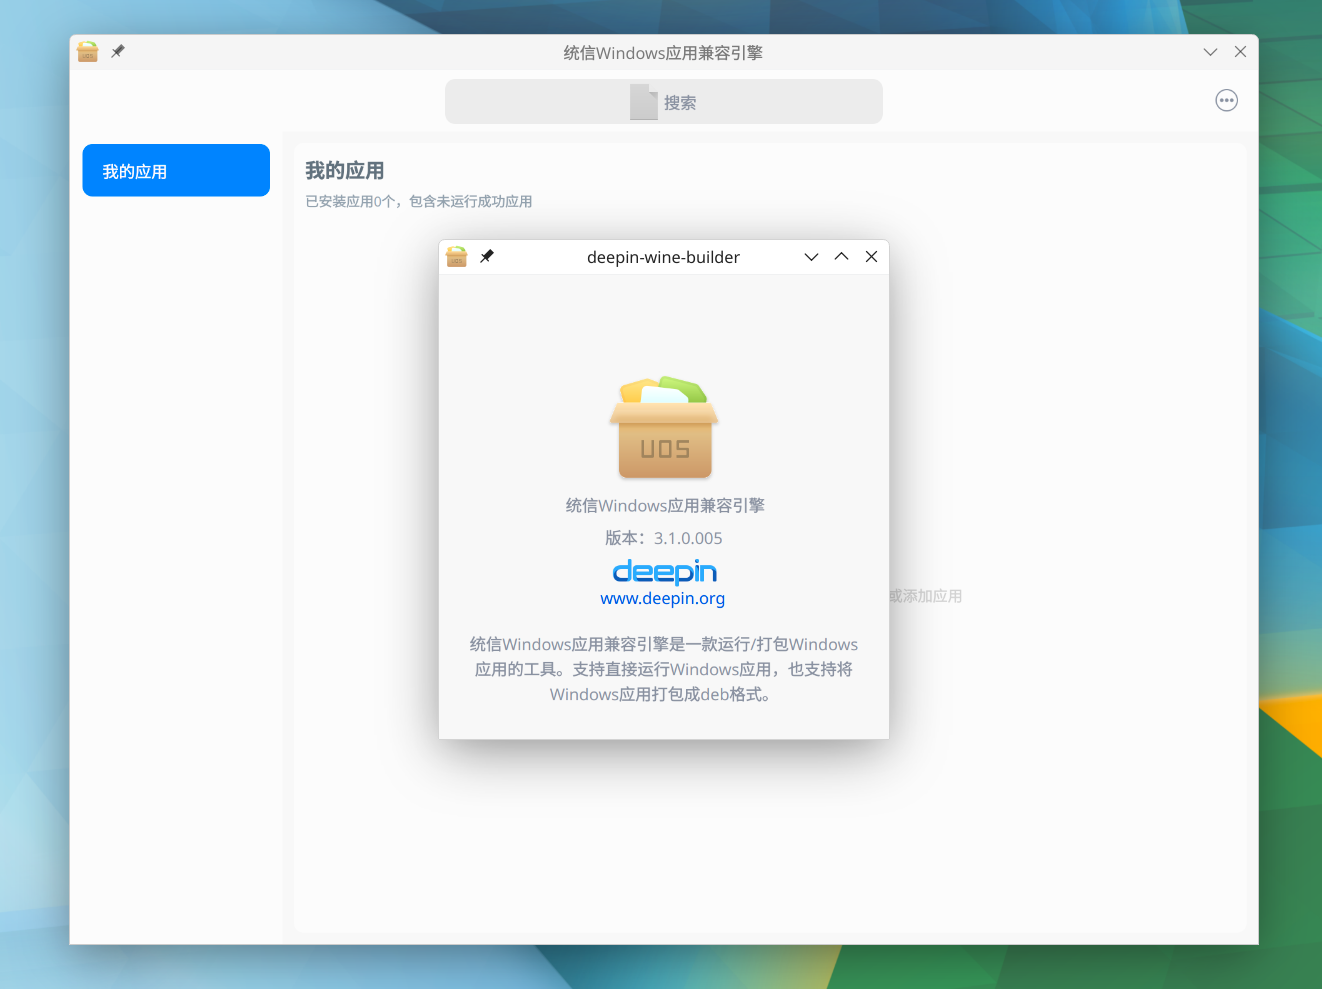 统信Windows应用兼容引擎
搜索
我的应用
我的应用
已安装应用0个，包含未运行成功应用
deepin-wine-builder
UOS
统信Windows应用兼容引擎
版本：3.1.0.005
deepin
www.deepin.org
或添加应用
统信Windows应用兼容引擎是一款运行/打包Windows
应用的工具。支持直接运行Windows应用，也支持将
Windows应用打包成deb格式。